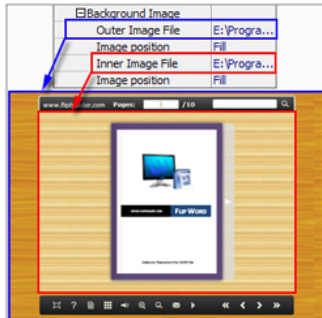 Background Image
Outer Image File E:\Progra...
Image position Fill
Inner Image File E:\Progra...
Image position Fill
Pages: /10
FLIP WORD